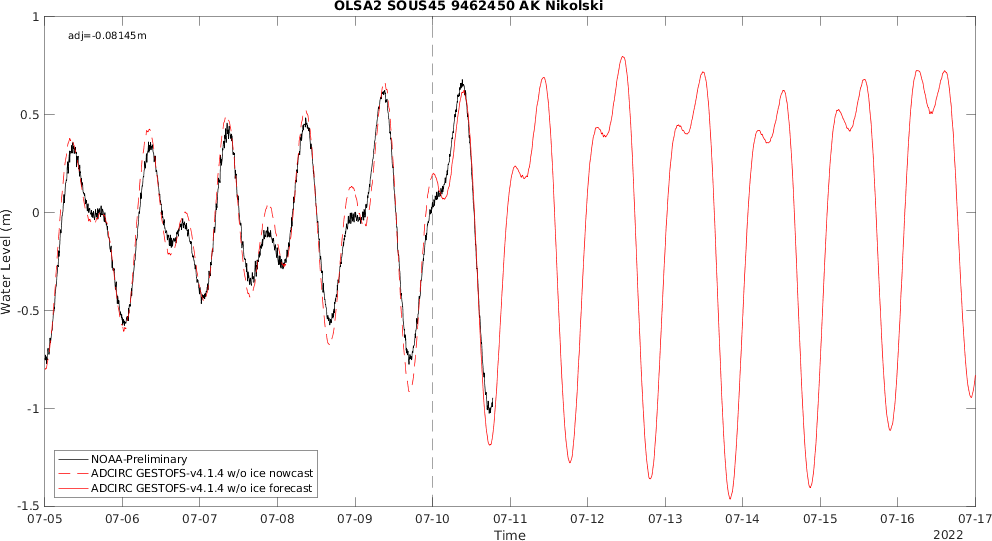 OLSA2 SOUS45 9462450 AK Nikolski
adj=-0.08145m
1
0.5
0
-0.5
-1
-1.5
Water Level (m)
NOAA-Preliminary
ADCIRC GESTOFS-v4.1.4 w/o ice nowcast
ADCIRC GESTOFS-v4.1.4 w/o ice forecast
07-05 07-06 07-07 07-08 07-09 07-10 07-11 07-12 07-13 07-14 07-15 07-16 07-17
Time
2022